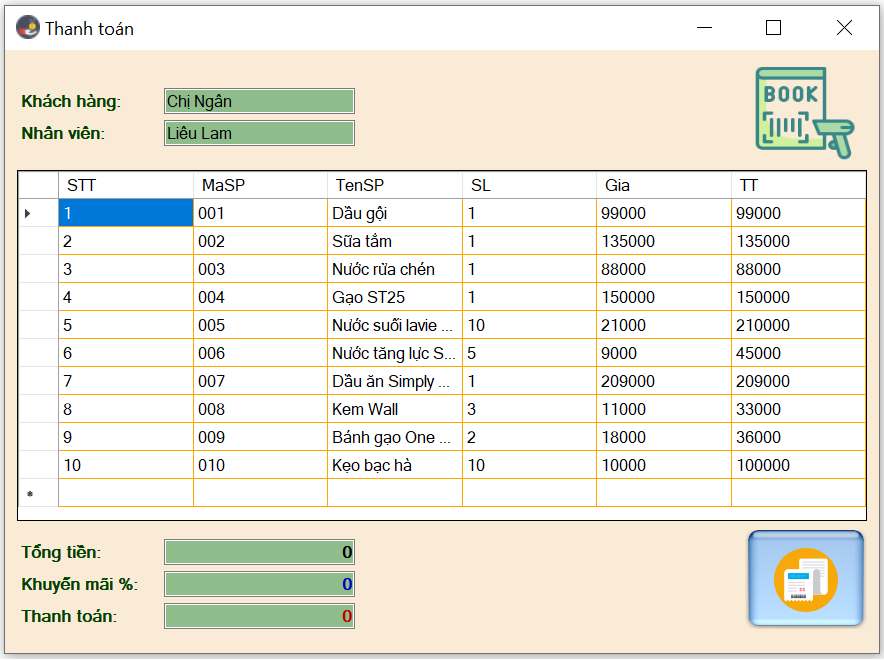 Thanh toán
Khách hàng: Chị Ngân
Nhân viên: Liêu Lam
BOOK
STT MaSP TenSP SL Gia TT
1 001 Dầu gội 1 99000 99000
2 002 Sữa tắm 1 135000 135000
3 003 Nước rửa chén 1 88000 88000
4 004 Gạo ST25 1 150000 150000
5 005 Nước suối lavie ... 10 21000 210000
6 006 Nước tăng lực S... 5 9000 45000
7 007 Dầu ăn Simply ... 1 209000 209000
8 008 Kem Wall 3 11000 33000
9 009 Bánh gạo One ... 2 18000 36000
10 010 Kẹo bạc hà 10 10000 100000
Tổng tiền: 0
Khuyến mãi %: 0
Thanh toán: 0